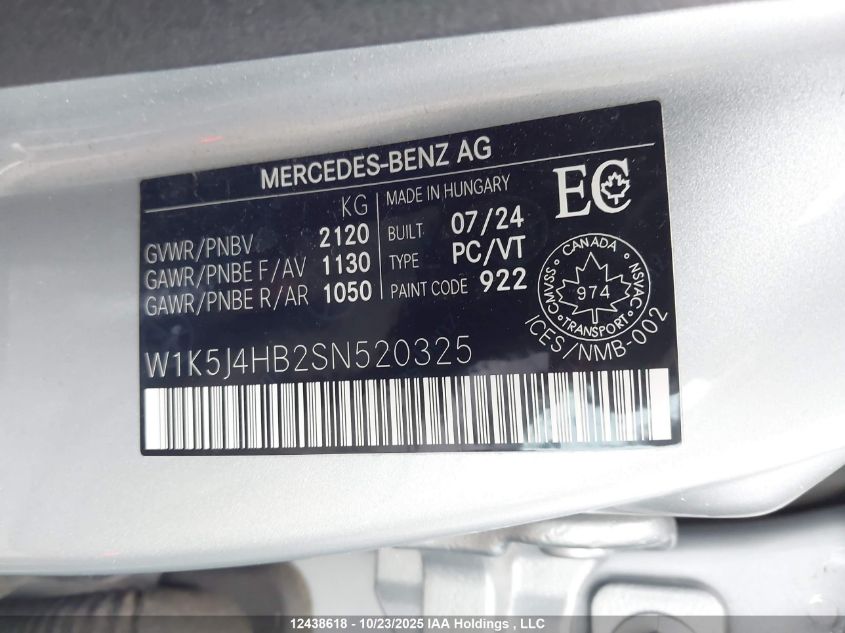 MERCEDES-BENZ AG
KG
GVWR/PNBV 2120
GAWR/PNBE F/AV 1130
GAWR/PNBE R/AR 1050
MADE IN HUNGARY
BUILT 07/24
TYPE PC/VT
PAINT CODE 922
EC
CANADA
CMVSS 974 NSVAC
TRANSPORT
ICES/NMB-002
W1K5J4HB2SN520325
12438618 - 10/23/2025 IAA Holdings , LLC